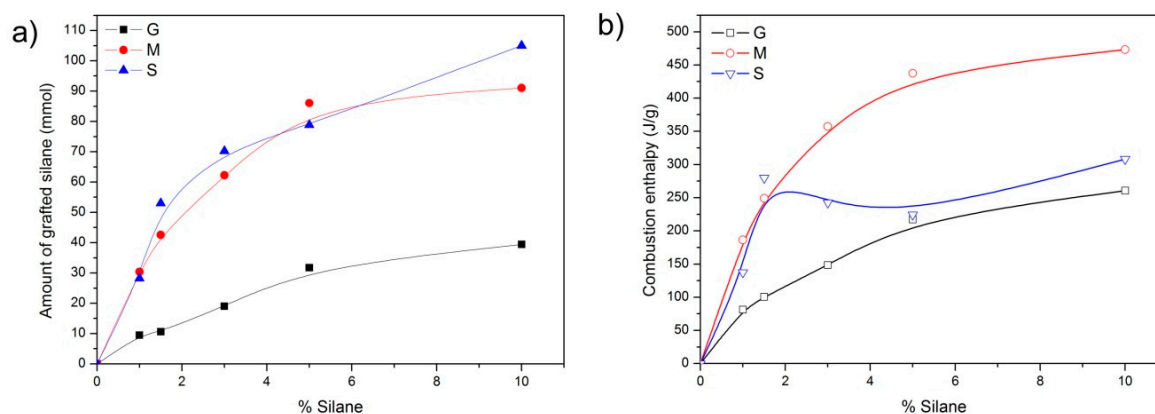 a)
G
M
S
Amount of grafted silane (mmol)
110
100
90
80
70
60
50
40
30
20
10
0
0 2 4 6 8 10
% Silane
b)
G
M
S
Combustion enthalpy (J/g)
450
400
350
300
250
200
150
100
50
0
0 2 4 6 8 10
% Silane